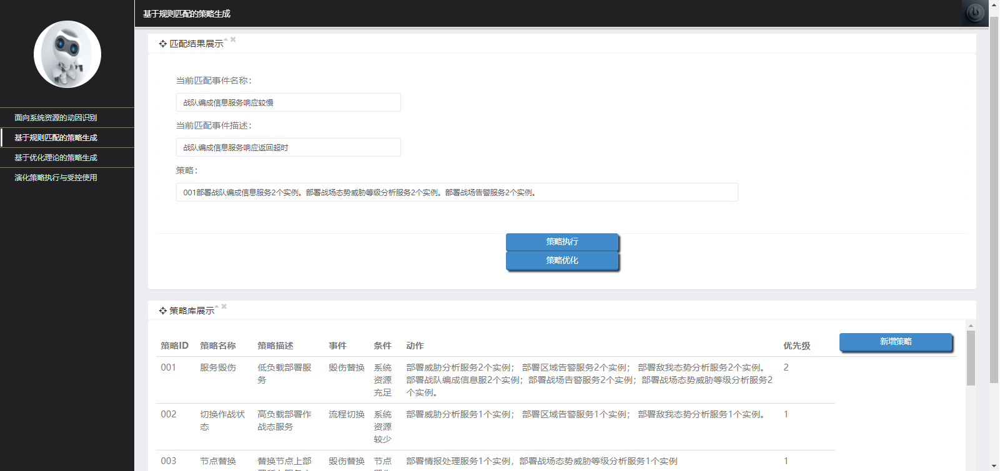 基于规则匹配的策略生成
面向系统资源的动因识别
基于规则匹配的策略生成
基于优化理论的策略生成
演化策略执行与受控使用
匹配结果展示
当前匹配事件名称：
战队编成信息服务响应较慢
当前匹配事件描述：
战队编成信息服务响应返回超时
策略：
001部署战队编成信息服务2个实例。部署战场态势威胁等级分析服务2个实例。部署战场告警服务2个实例。
策略执行
策略优化
策略库展示
策略ID 策略名称 策略描述 事件 条件 动作 优先级
新增策略
001 服务毁伤 低负载部署服 毁伤替换 系统 部署威胁分析服务2个实例； 部署区域告警服务2个实例； 部署敌我态势分析服务2个实例。 2
务 资源 部署战队编成信息服2个实例；部署战场告警服务2个实例；部署战场态势威胁等级分析服务2
充足 个实例。
002 切换作战状 高负载部署作 流程切换 系统 部署威胁分析服务1个实例； 部署区域告警服务1个实例； 部署敌我态势分析服务1个实例。 1
态 战态服务 资源
较少
003 节点替换 替换节点上部 毁伤替换 节点 部署情报处理服务1个实例，部署战场态势威胁等级分析服务1个实例 1